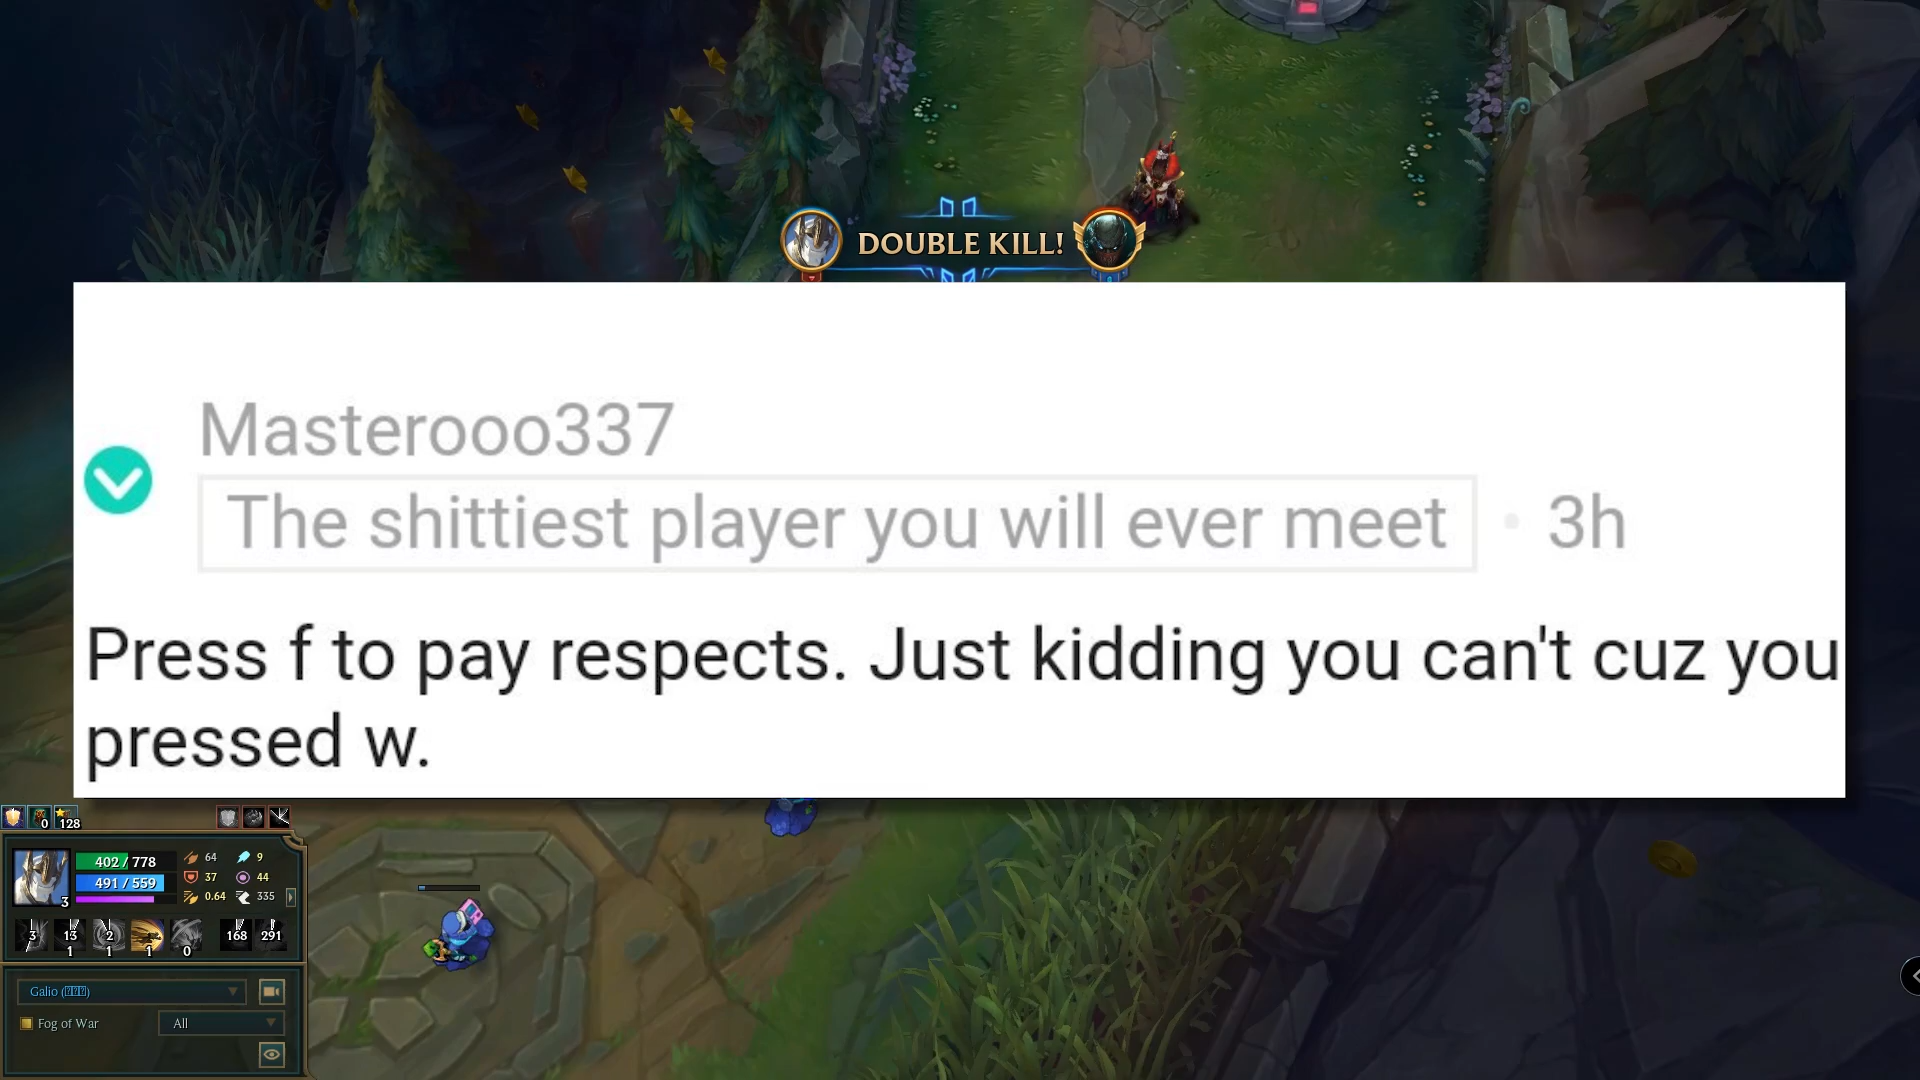 DOUBLE KILL!
Masterooo337
The shittiest player you will ever meet • 3h
Press f to pay respects. Just kidding you can't cuz you
pressed w.
0 128
402 / 778 64 9
491 / 559 37 44
3 0.64 335
3 13 2 168 291
1 1 1 0
Galio
Fog of War All